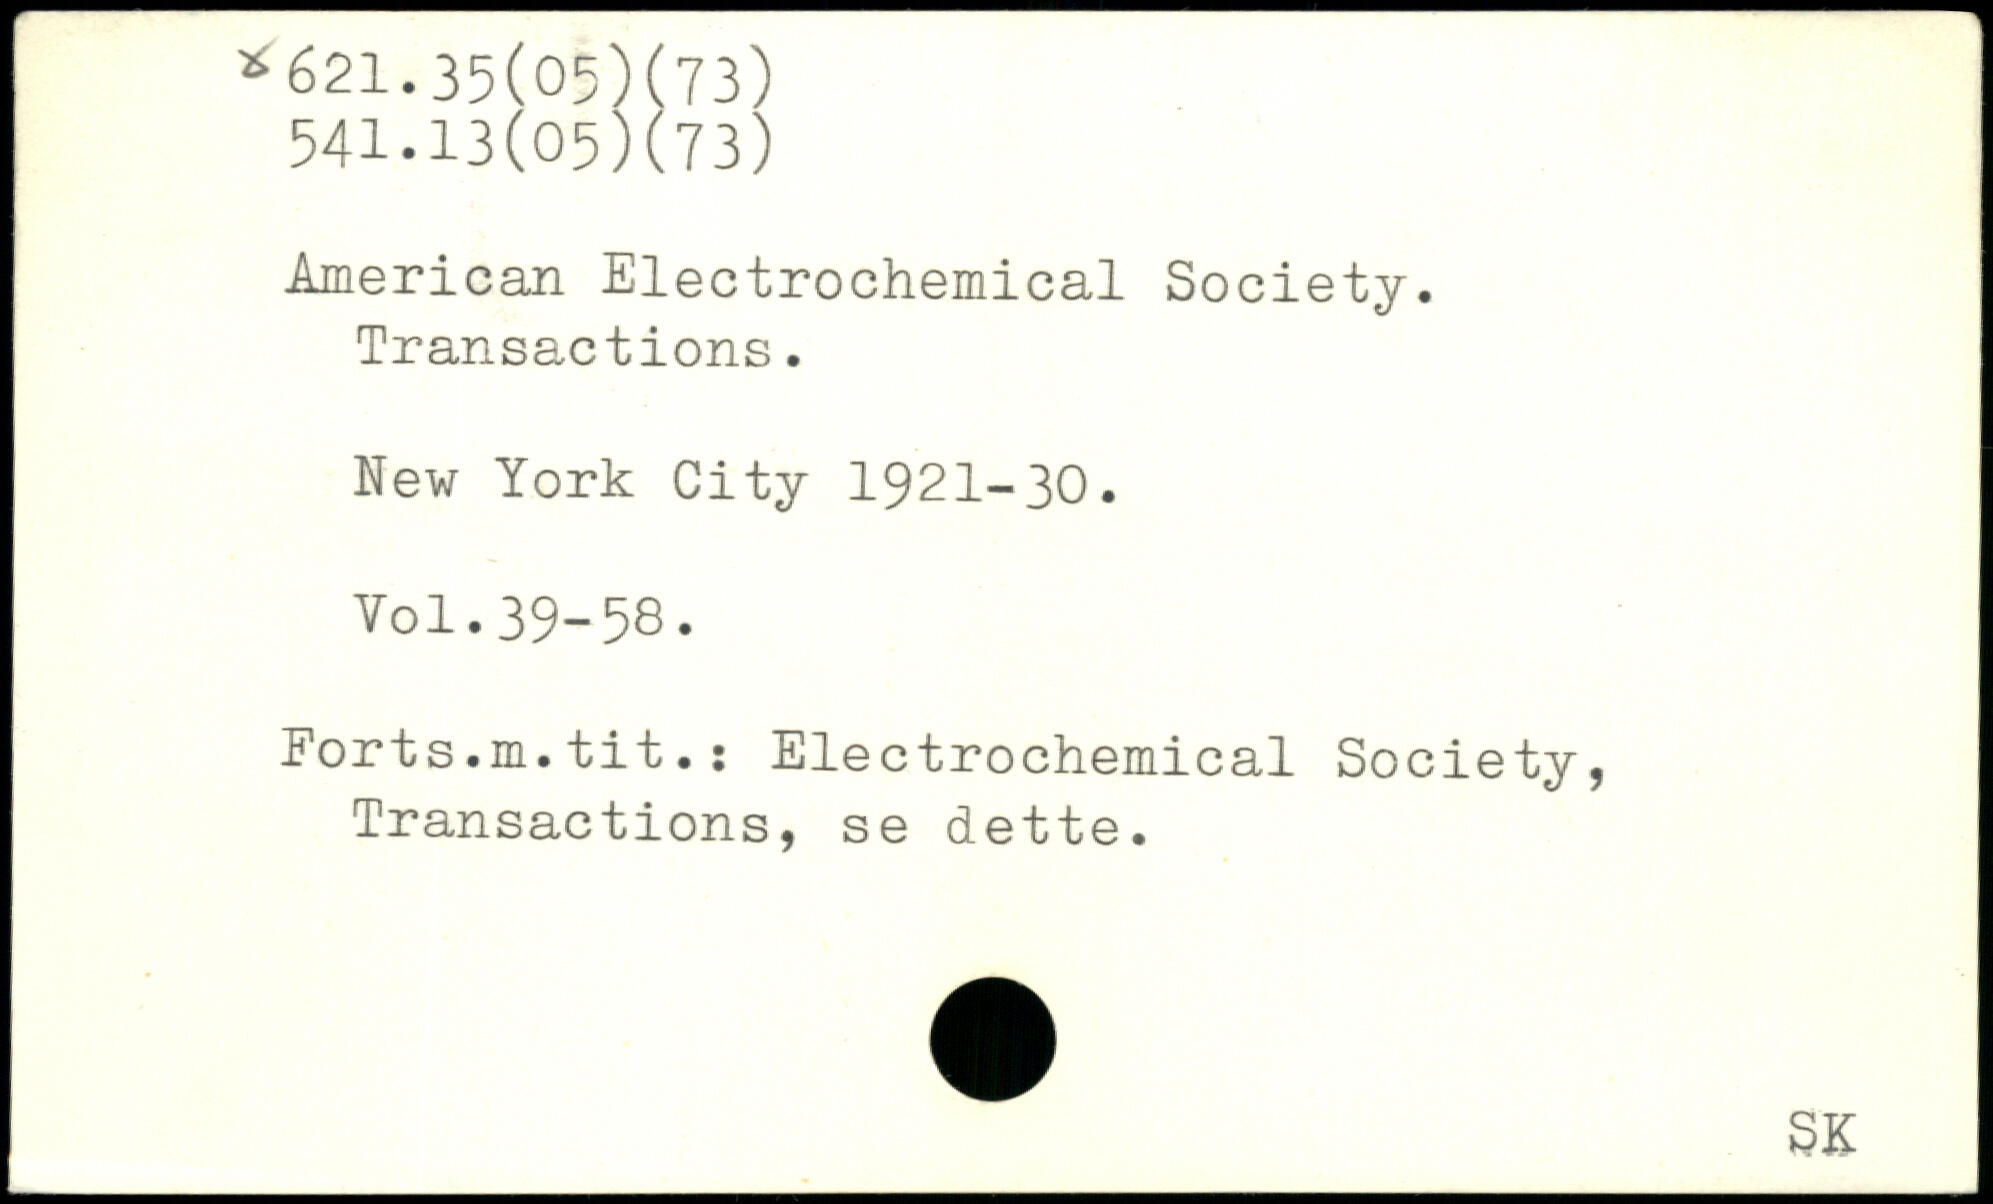 621.35(05)(73)
541.13(05)(73)
American Electrochemical Society.
Transactions.
New York City 1921-30.
Vol.39-58.
Forts.m.tit.: Electrochemical Society,
Transactions, se dette.
SK